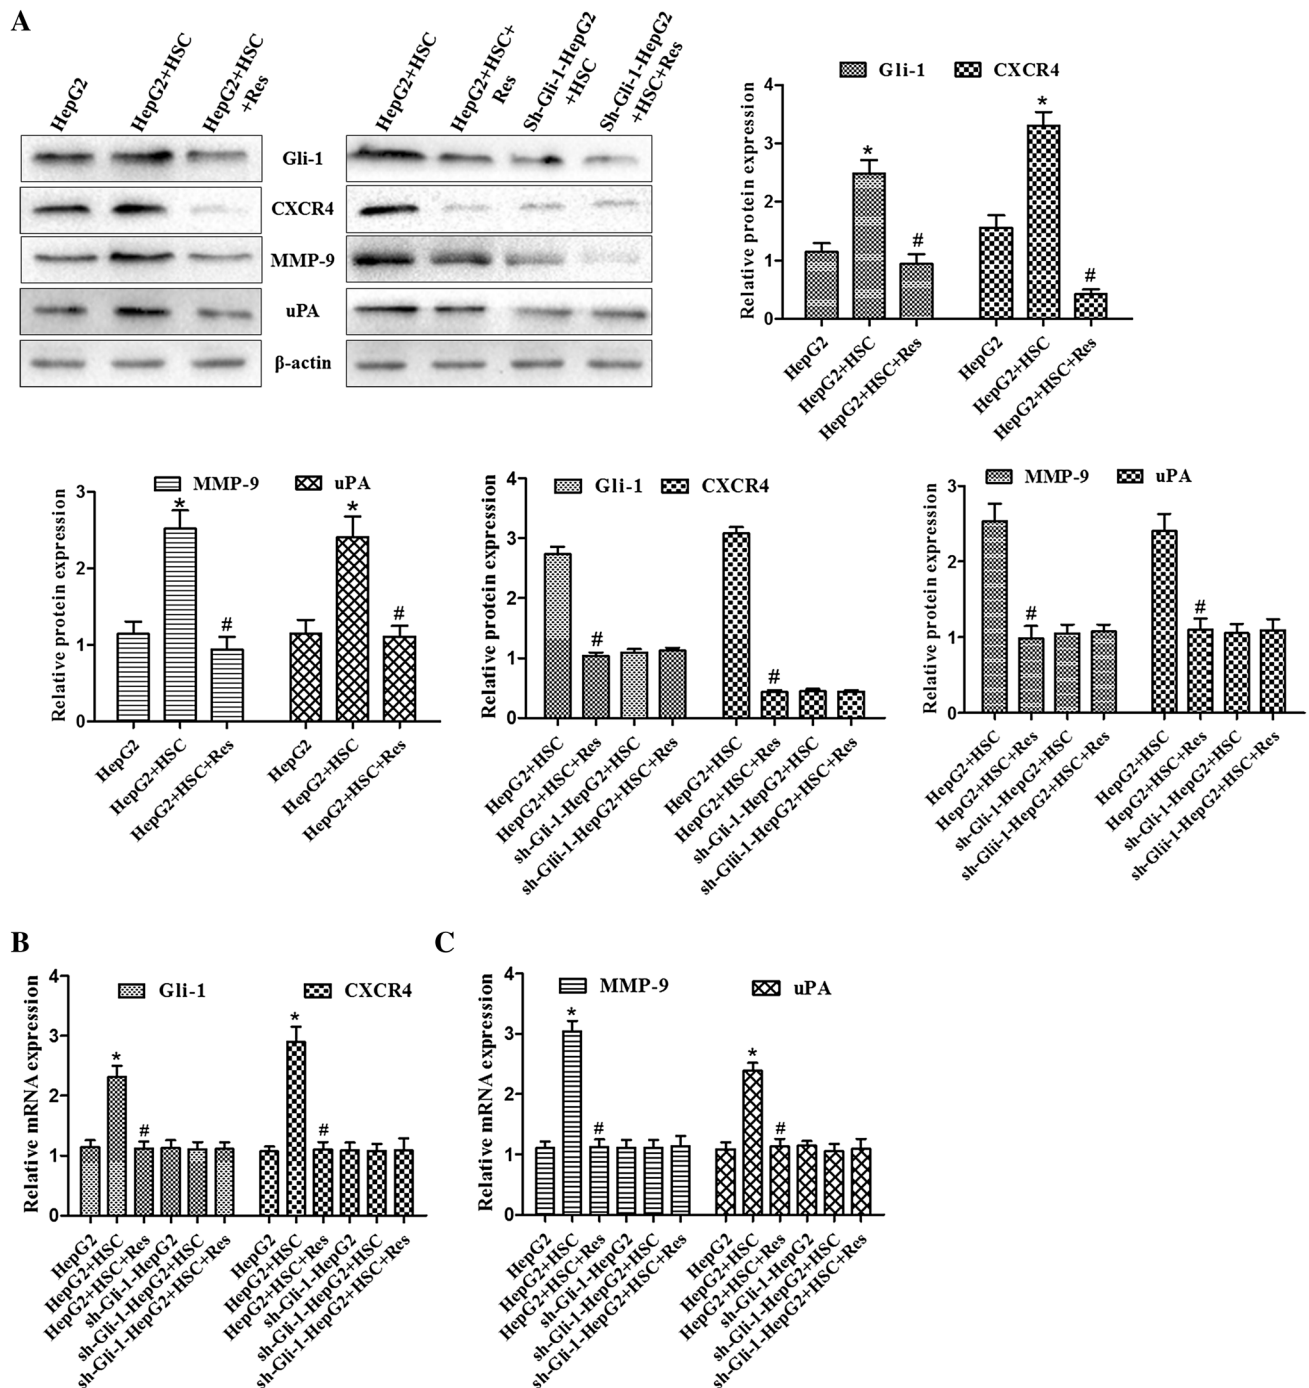 A
HepG2
HepG2+HSC
HepG2+HSC
+Res
HepG2+HSC
HepG2+HSC+
Res
Sh-Gli-1-HepG2
+HSC
Sh-Gli-1-HepG2
+HSC+Res
Gli-1
CXCR4
MMP-9
uPA
β-actin
Gli-1
CXCR4
Relative protein expression
4
3
2
1
0
*
#
*
#
HepG2
HepG2+HSC
HepG2+HSC+Res
HepG2
HepG2+HSC
HepG2+HSC+Res
MMP-9
uPA
Relative protein expression
3
2
1
0
*
#
*
#
HepG2
HepG2+HSC
HepG2+HSC+Res
HepG2
HepG2+HSC
HepG2+HSC+Res
Gli-1
CXCR4
Relative protein expression
4
3
2
1
0
#
#
HepG2+HSC
HepG2+HSC+Res
sh-Gli-1-HepG2+HSC
sh-Glii-1-HepG2+HSC+Res
HepG2+HSC
HepG2+HSC+Res
sh-Gli-1-HepG2+HSC
sh-Glii-1-HepG2+HSC+Res
MMP-9
uPA
Relative protein expression
3
2
1
0
#
#
HepG2+HSC
HepG2+HSC+Res
sh-Gli-1-HepG2+HSC
sh-Glii-1-HepG2+HSC+Res
HepG2+HSC
HepG2+HSC+Res
sh-Gli-1-HepG2+HSC
sh-Glii-1-HepG2+HSC+Res
B
Gli-1
CXCR4
Relative mRNA expression
4
3
2
1
0
*
#
*
#
HepG2
HepG2+HSC
HepG2+HSC+Res
sh-Gli-1-HepG2
sh-Gli-1-HepG2+HSC
sh-Gli-1-HepG2+HSC+Res
HepG2
HepG2+HSC
HepG2+HSC+Res
sh-Gli-1-HepG2
sh-Gli-1-HepG2+HSC
sh-Gli-1-HepG2+HSC+Res
C
MMP-9
uPA
Relative mRNA expression
4
3
2
1
0
*
#
*
#
HepG2
HepG2+HSC
HepG2+HSC+Res
sh-Gli-1-HepG2
sh-Gli-1-HepG2+HSC
sh-Gli-1-HepG2+HSC+Res
HepG2
HepG2+HSC
HepG2+HSC+Res
sh-Gli-1-HepG2
sh-Gli-1-HepG2+HSC
sh-Gli-1-HepG2+HSC+Res